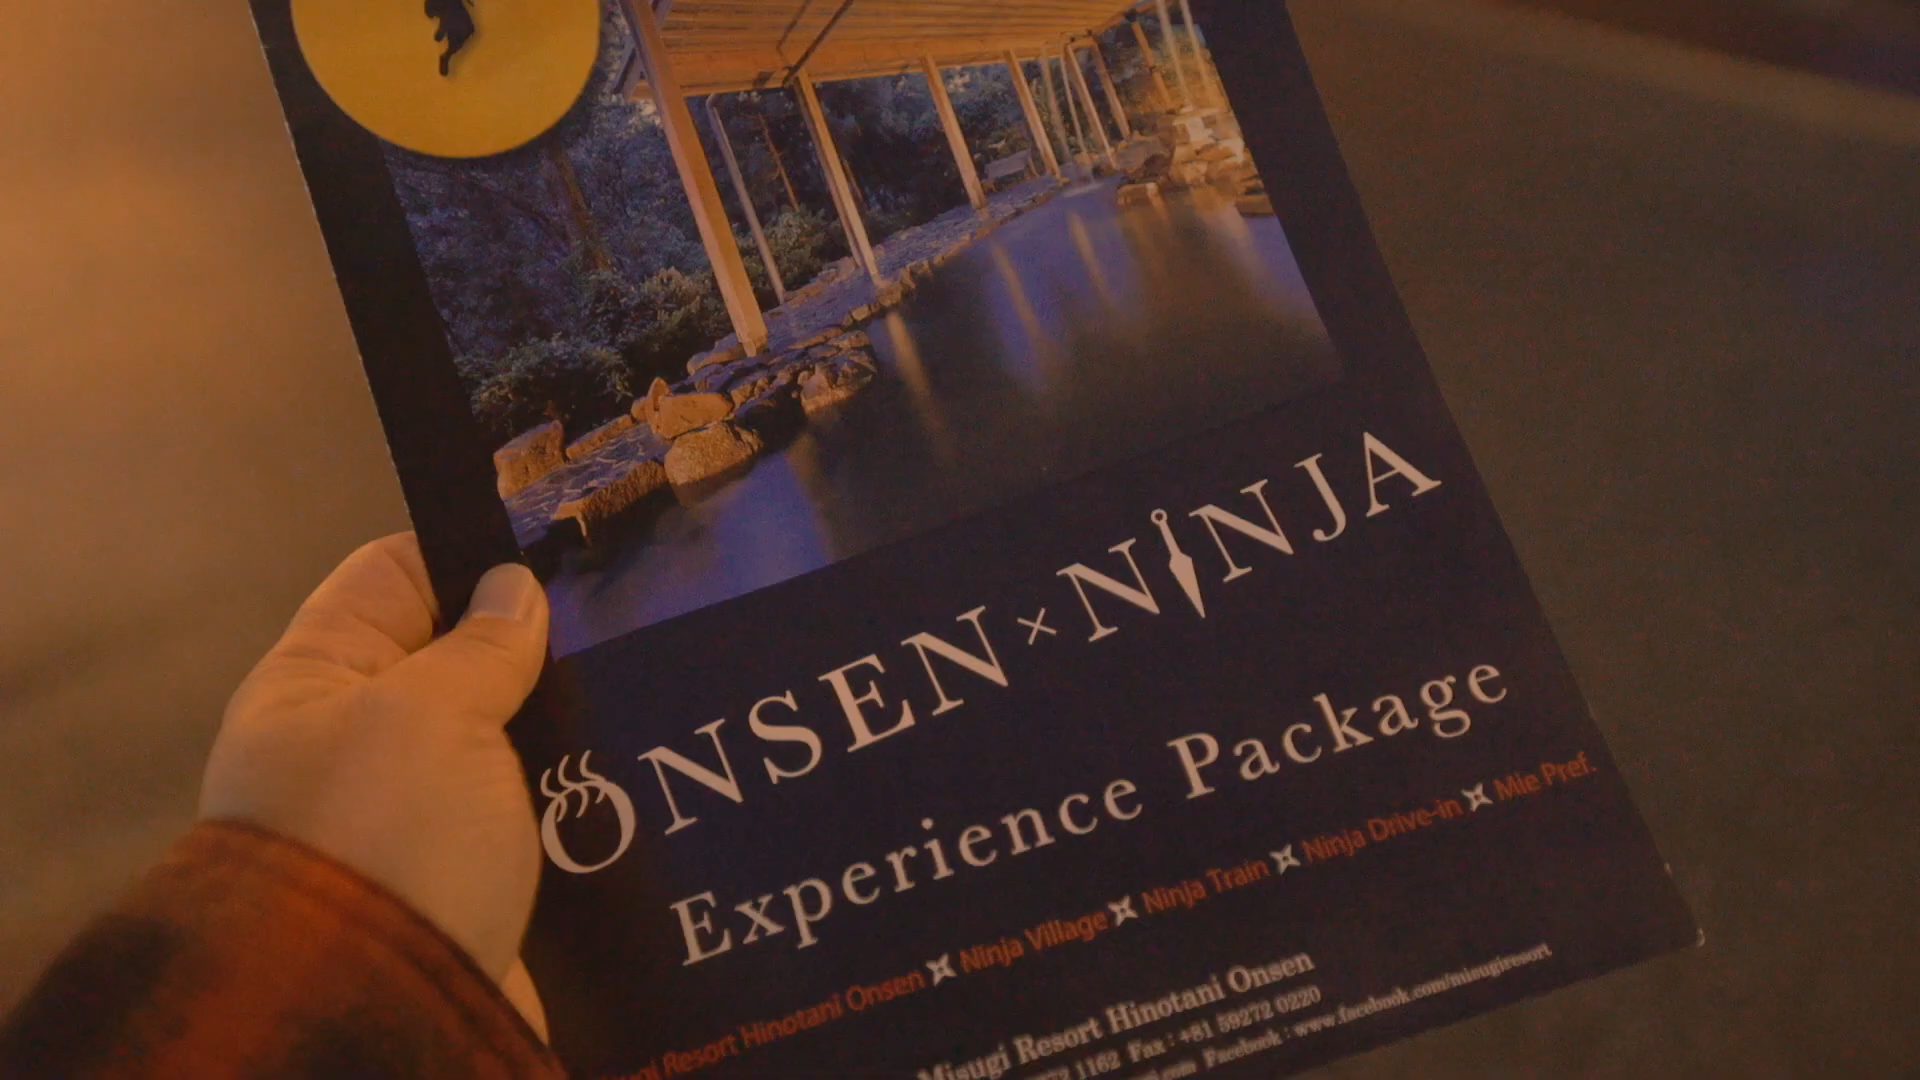 ONSEN × NINJA
Experience Package
Resort Hinotani Onsen Ninja Village Ninja Train Ninja Drive-in Mie Pref.
Misugi Resort Hinotani Onsen
1162 Fax : +81 59272 0220
Facebook : www.facebook.com/misugiresort